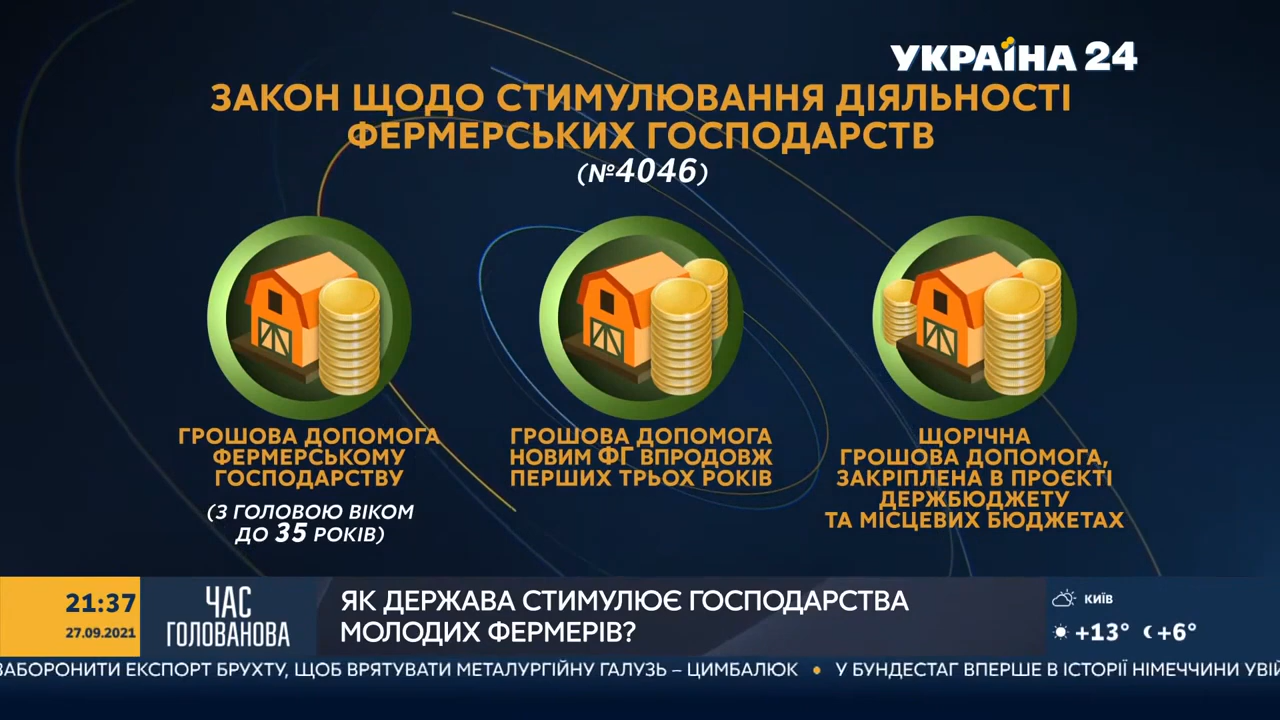 УКРАЇНА 24
ЗАКОН ЩОДО СТИМУЛЮВАННЯ ДІЯЛЬНОСТІ
ФЕРМЕРСЬКИХ ГОСПОДАРСТВ
(№4046)
ГРОШОВА ДОПОМОГА
ФЕРМЕРСЬКОМУ
ГОСПОДАРСТВУ
(З ГОЛОВОЮ ВІКОМ
ДО 35 РОКІВ)
ГРОШОВА ДОПОМОГА
НОВИМ ФГ ВПРОДОВЖ
ПЕРШИХ ТРЬОХ РОКІВ
ЩОРІЧНА
ГРОШОВА ДОПОМОГА,
ЗАКРІПЛЕНА В ПРОЄКТІ
ДЕРЖБЮДЖЕТУ
ТА МІСЦЕВИХ БЮДЖЕТАХ
21:37
27.09.2021
ЧАС
ГОЛОВАНОВА
ЯК ДЕРЖАВА СТИМУЛЮЄ ГОСПОДАРСТВА
МОЛОДИХ ФЕРМЕРІВ?
КИЇВ
+13° +6°
ЗАБОРОНИТИ ЕКСПОРТ БРУХТУ, ЩОБ ВРЯТУВАТИ МЕТАЛУРГІЙНУ ГАЛУЗЬ – ЦИМБАЛЮК • У БУНДЕСТАГ ВПЕРШЕ В ІСТОРІЇ НІМЕЧЧИНИ УВІЙ